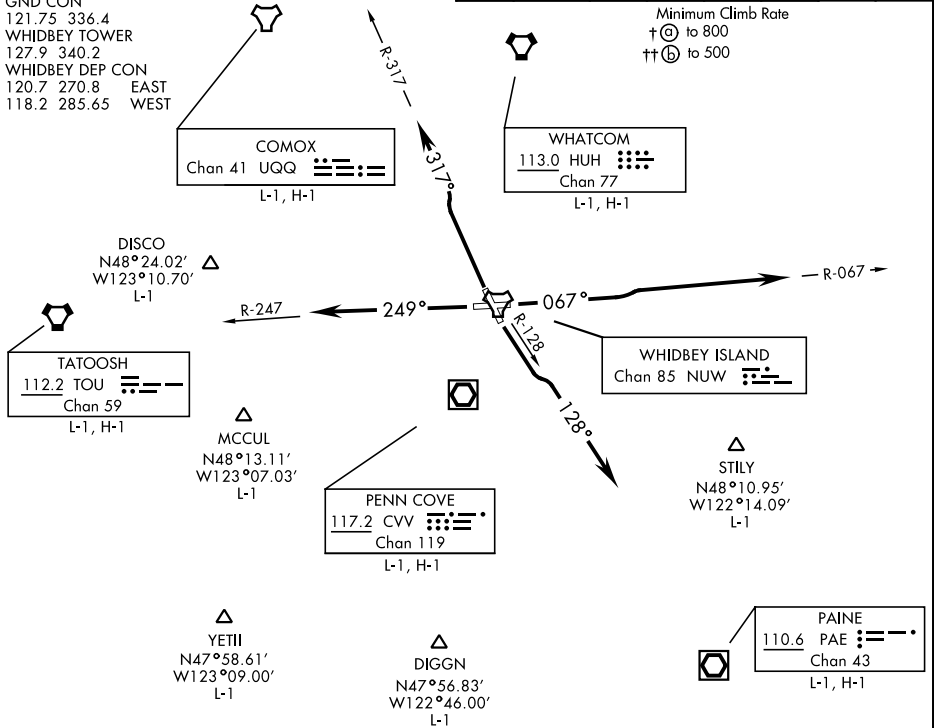 GND CON
121.75 336.4
WHIDBEY TOWER
127.9 340.2
WHIDBEY DEP CON
120.7 270.8 EAST
118.2 285.65 WEST
Minimum Climb Rate
† ⓐ to 800
†† ⓑ to 500
R-317
317°
COMOX
Chan 41 UQQ
L-1, H-1
WHATCOM
113.0 HUH
Chan 77
L-1, H-1
DISCO
N48°24.02'
W123°10.70'
L-1
R-247
249°
067°
R-067
R-128
128°
TATOOSH
112.2 TOU
Chan 59
L-1, H-1
WHIDBEY ISLAND
Chan 85 NUW
MCCUL
N48°13.11'
W123°07.03'
L-1
STILY
N48°10.95'
W122°14.09'
L-1
PENN COVE
117.2 CVV
Chan 119
L-1, H-1
YETII
N47°58.61'
W123°09.00'
L-1
DIGGN
N47°56.83'
W122°46.00'
L-1
PAINE
110.6 PAE
Chan 43
L-1, H-1